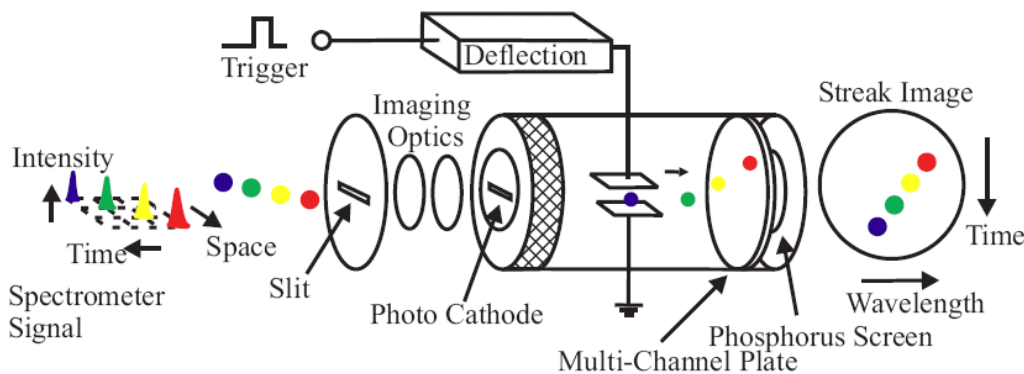 Trigger
Deflection
Imaging
Optics
Streak Image
Intensity
Time
Space
Slit
Photo Cathode
Time
Wavelength
Spectrometer
Signal
Phosphorus Screen
Multi-Channel Plate